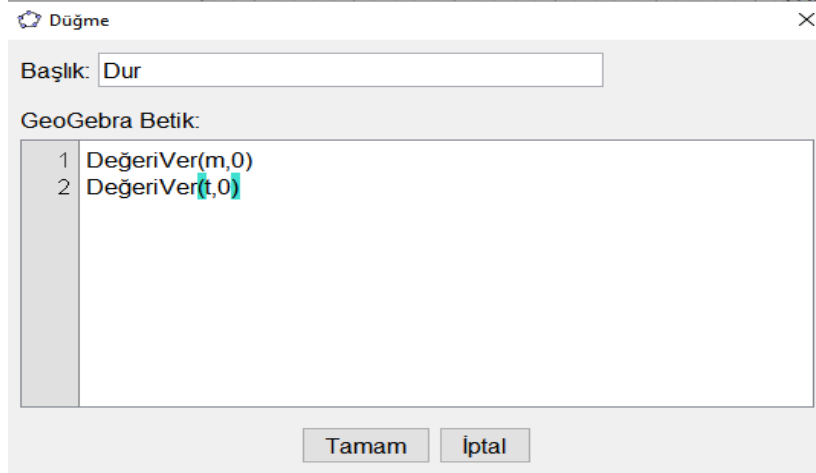 Düğme
Başlık: Dur
GeoGebra Betik:
1 DeğeriVer(m,0)
2 DeğeriVer(t,0)
Tamam İptal